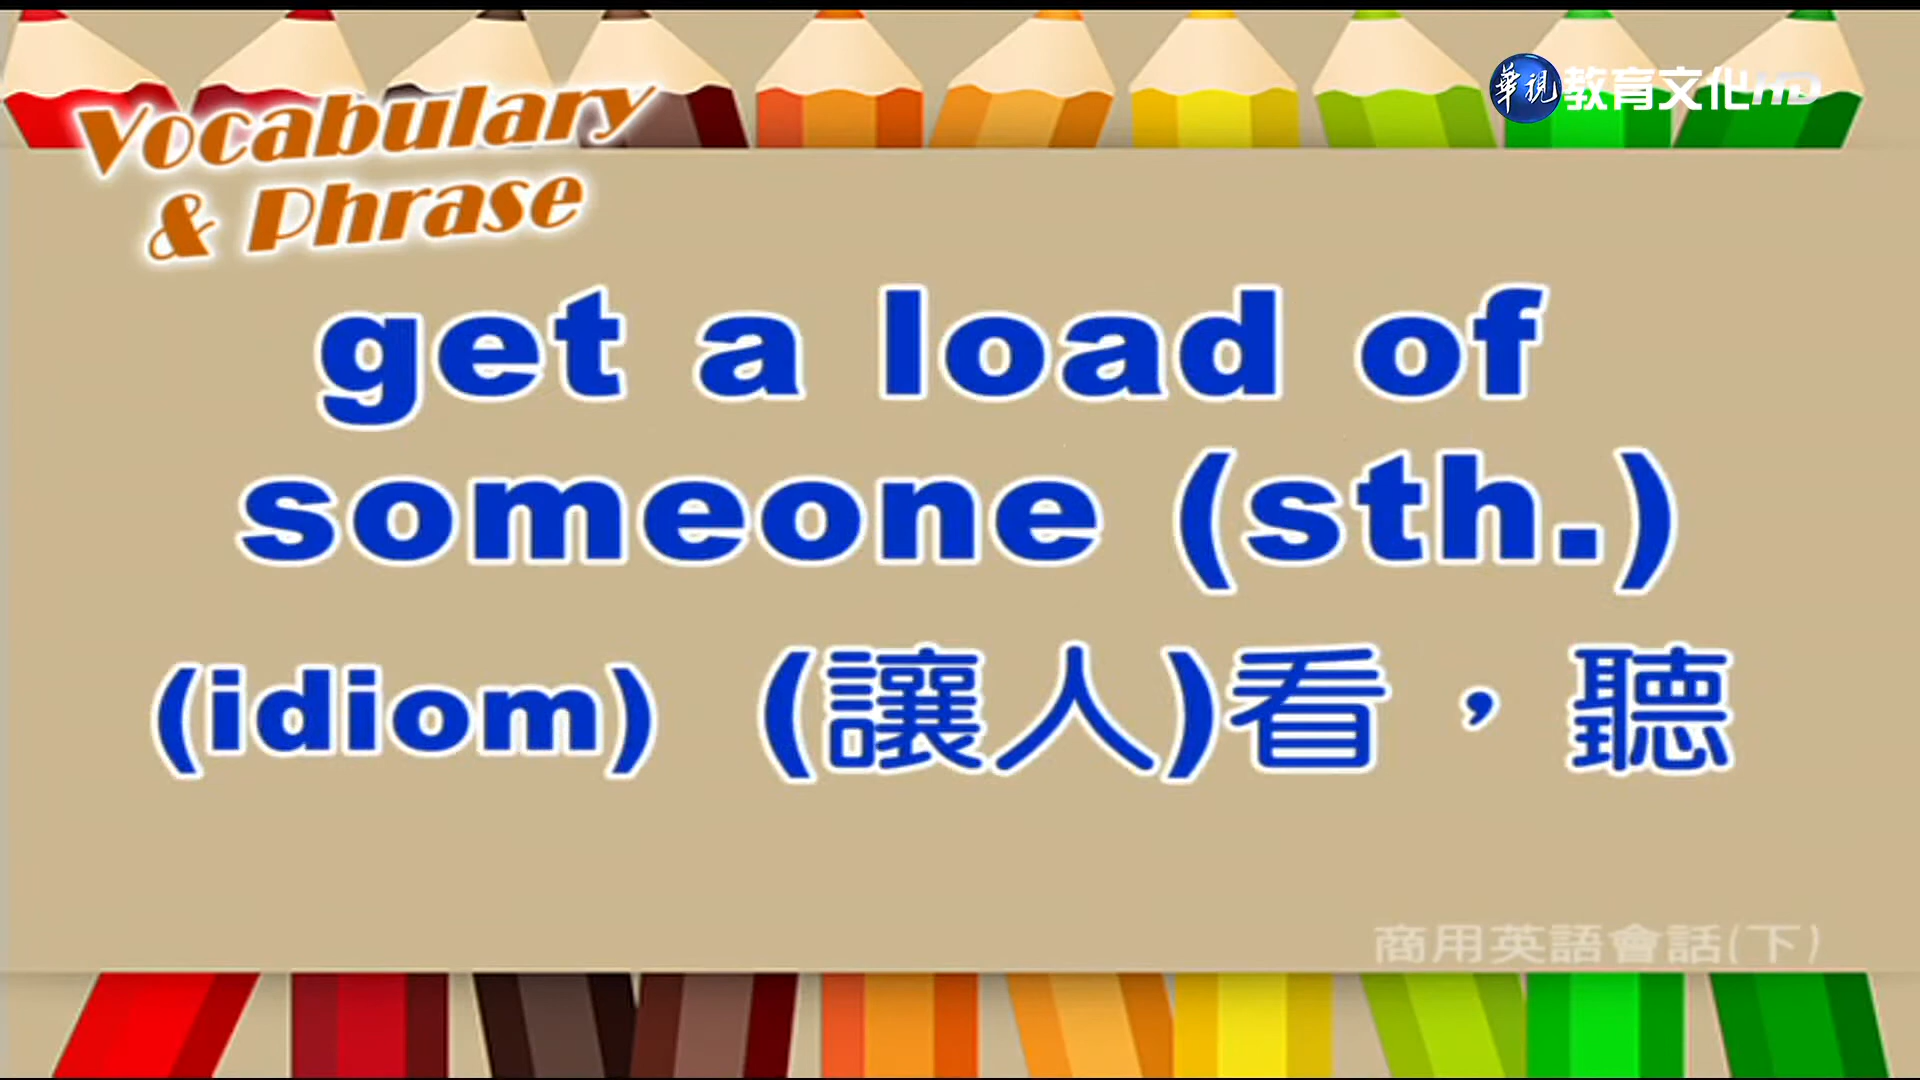 華視 教育文化HD
Vocabulary
& Phrase
get a load of
someone (sth.)
(idiom) (讓人)看，聽
商用英語會話(下)